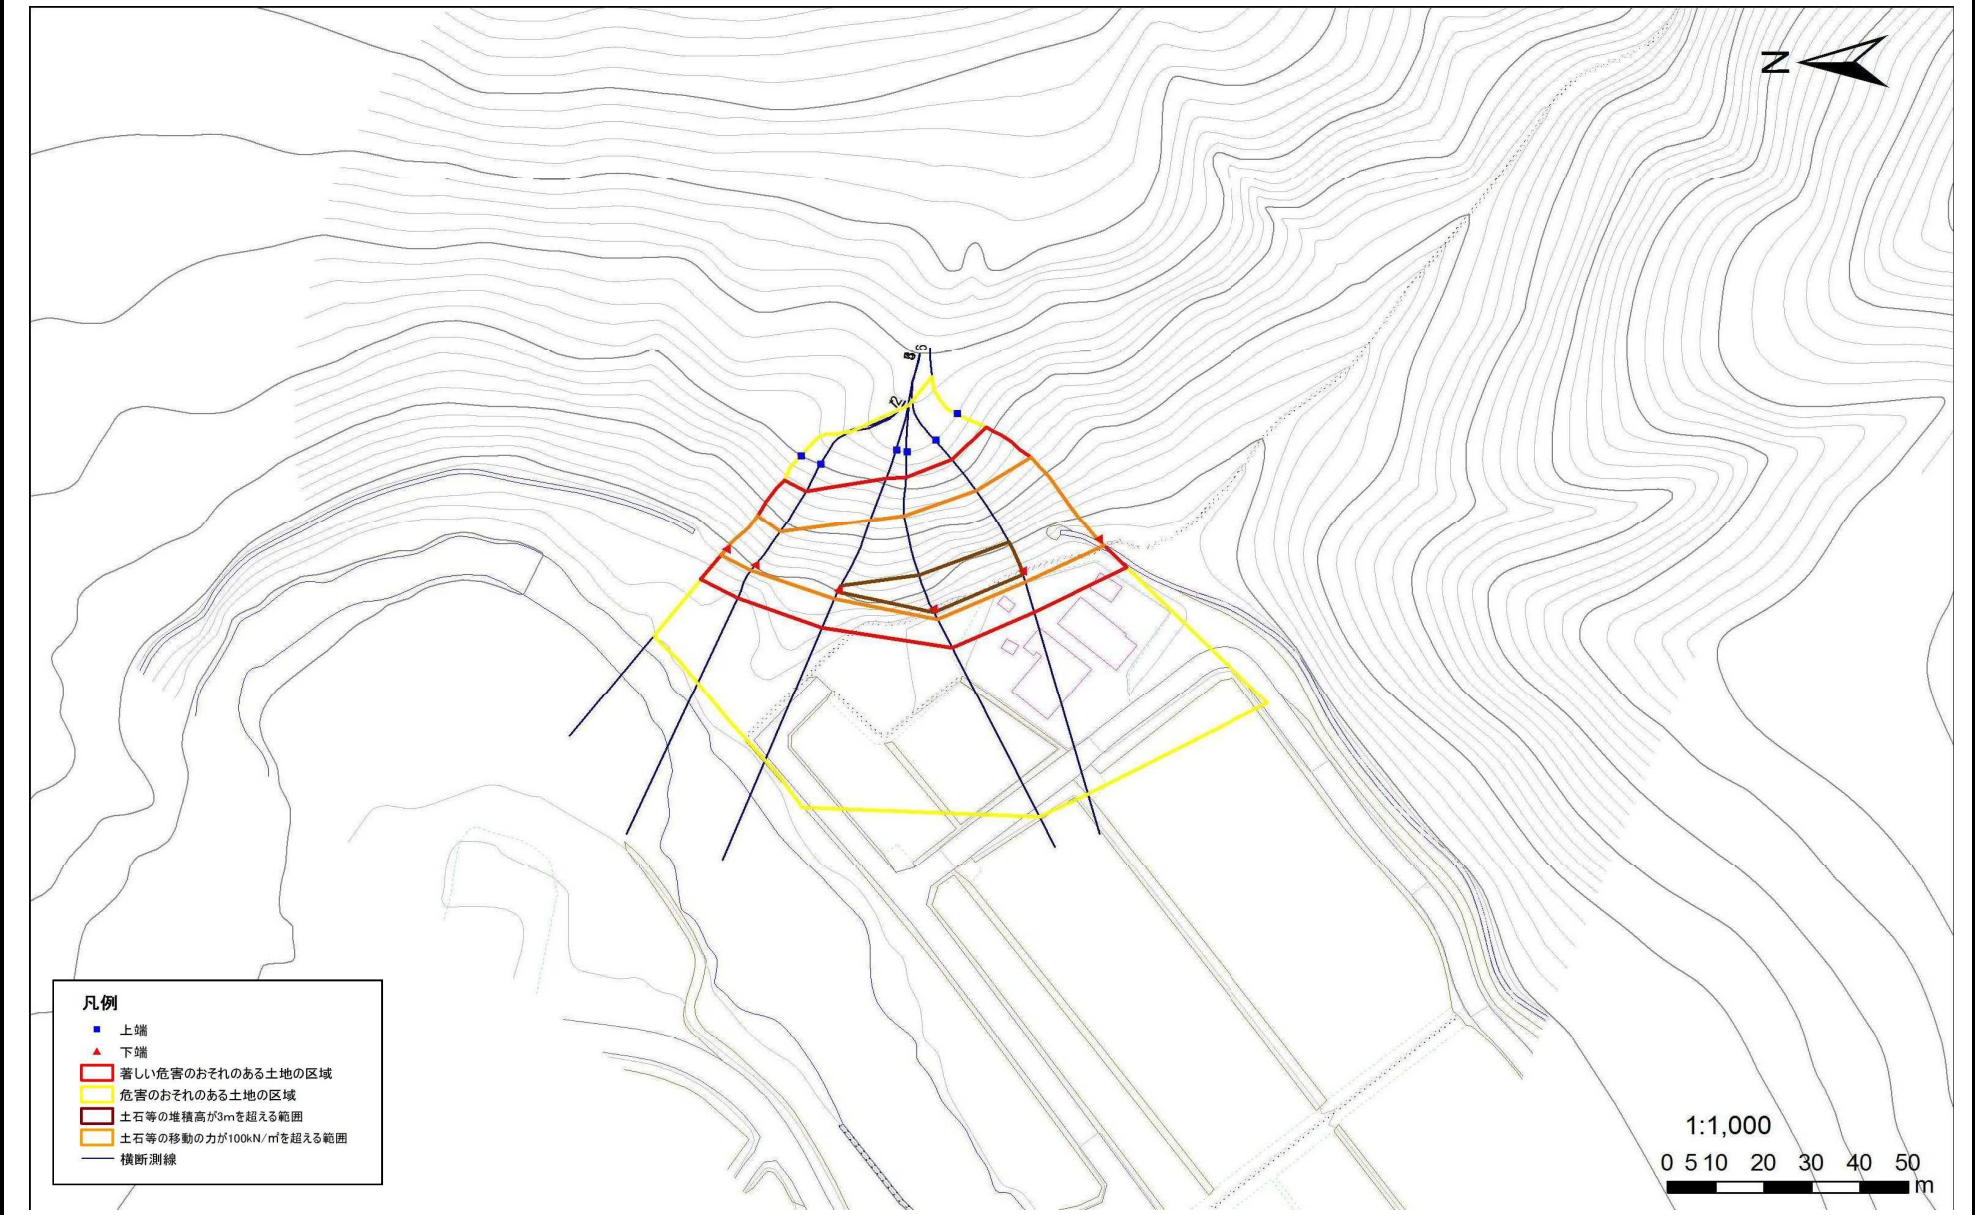 N
6
2
凡例
上端
下端
著しい危害のおそれのある土地の区域
危害のおそれのある土地の区域
土石等の堆積高が3mを超える範囲
土石等の移動の力が100kN/㎡を超える範囲
横断測線
1:1,000
0 5 10 20 30 40 50
m